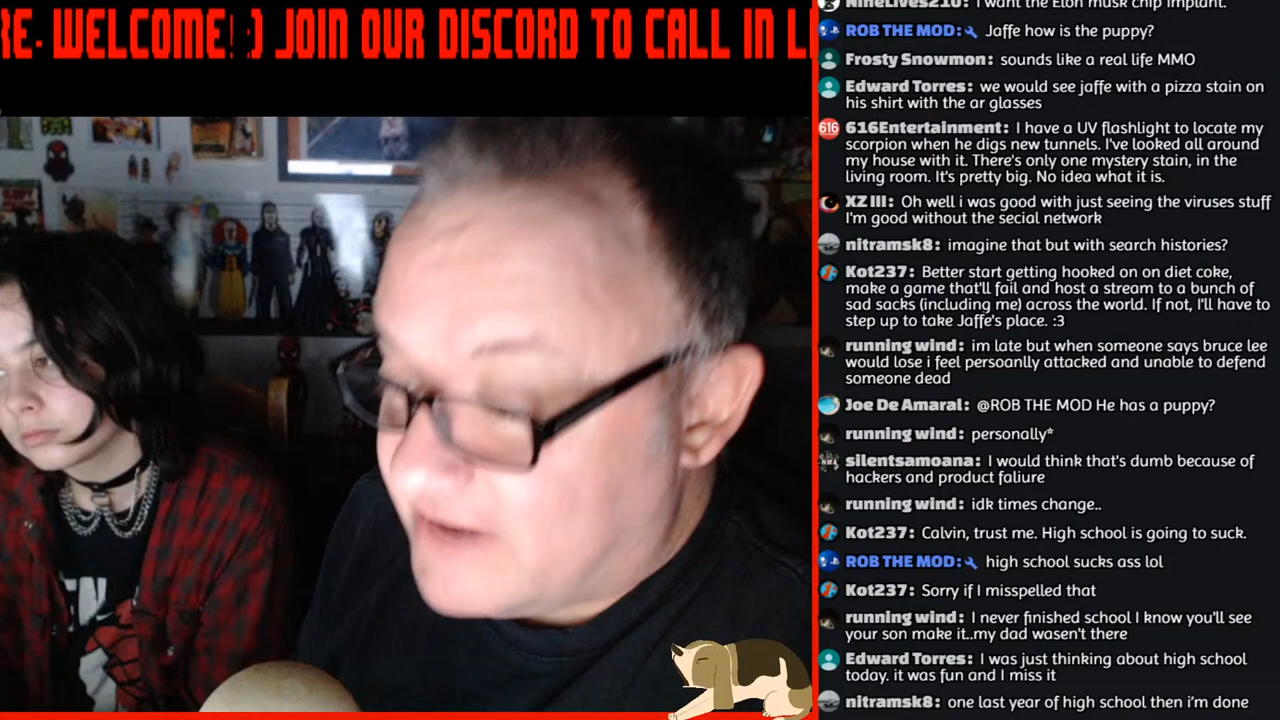 RE. WELCOME! :) JOIN OUR DISCORD TO CALL IN L
NineLives210: I want the Elon musk chip implant.
ROB THE MOD: Jaffe how is the puppy?
Frosty Snowmon: sounds like a real life MMO
Edward Torres: we would see jaffe with a pizza stain on
his shirt with the ar glasses
616
616Entertainment: I have a UV flashlight to locate my
scorpion when he digs new tunnels. I've looked all around
my house with it. There's only one mystery stain, in the
living room. It's pretty big. No idea what it is.
XZ III: Oh well i was good with just seeing the viruses stuff
I'm good without the secial network
nitramsk8: imagine that but with search histories?
Kot237: Better start getting hooked on on diet coke,
make a game that'll fail and host a stream to a bunch of
sad sacks (including me) across the world. If not, I'll have to
step up to take Jaffe's place. :3
running wind: im late but when someone says bruce lee
would lose i feel persoanlly attacked and unable to defend
someone dead
Joe De Amaral: @ROB THE MOD He has a puppy?
running wind: personally*
silentsamoana: I would think that's dumb because of
hackers and product faliure
running wind: idk times change..
Kot237: Calvin, trust me. High school is going to suck.
ROB THE MOD: high school sucks ass lol
Kot237: Sorry if I misspelled that
running wind: I never finished school I know you'll see
your son make it..my dad wasen't there
Edward Torres: I was just thinking about high school
today. it was fun and I miss it
nitramsk8: one last year of high school then i'm done